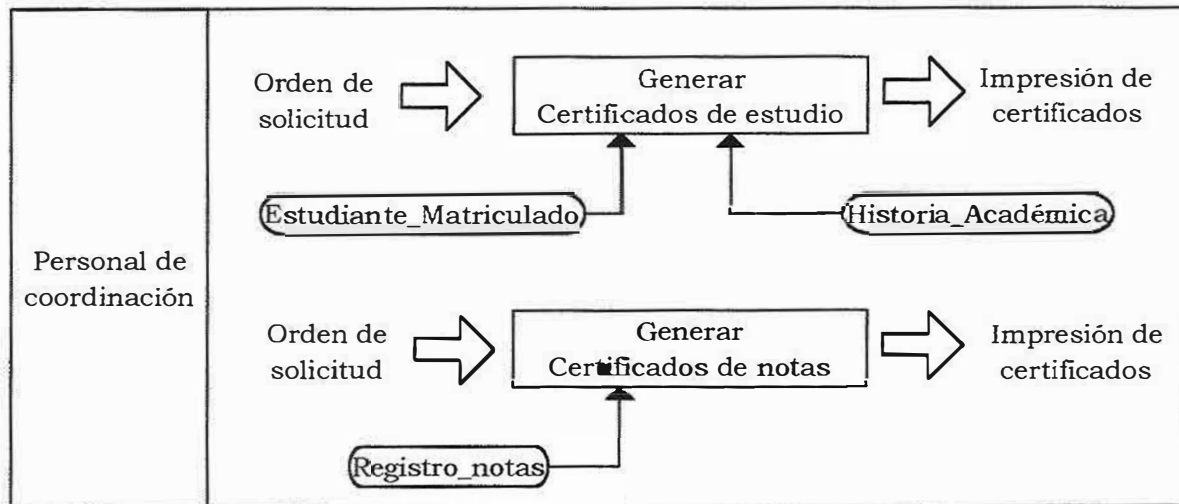 Personal de
coordinación
Orden de
solicitud
Generar
Certificados de estudio
Impresión de
certificados
Estudiante_Matriculado
Historia_Académica
Orden de
solicitud
Generar
Certificados de notas
Impresión de
certificados
Registro_notas